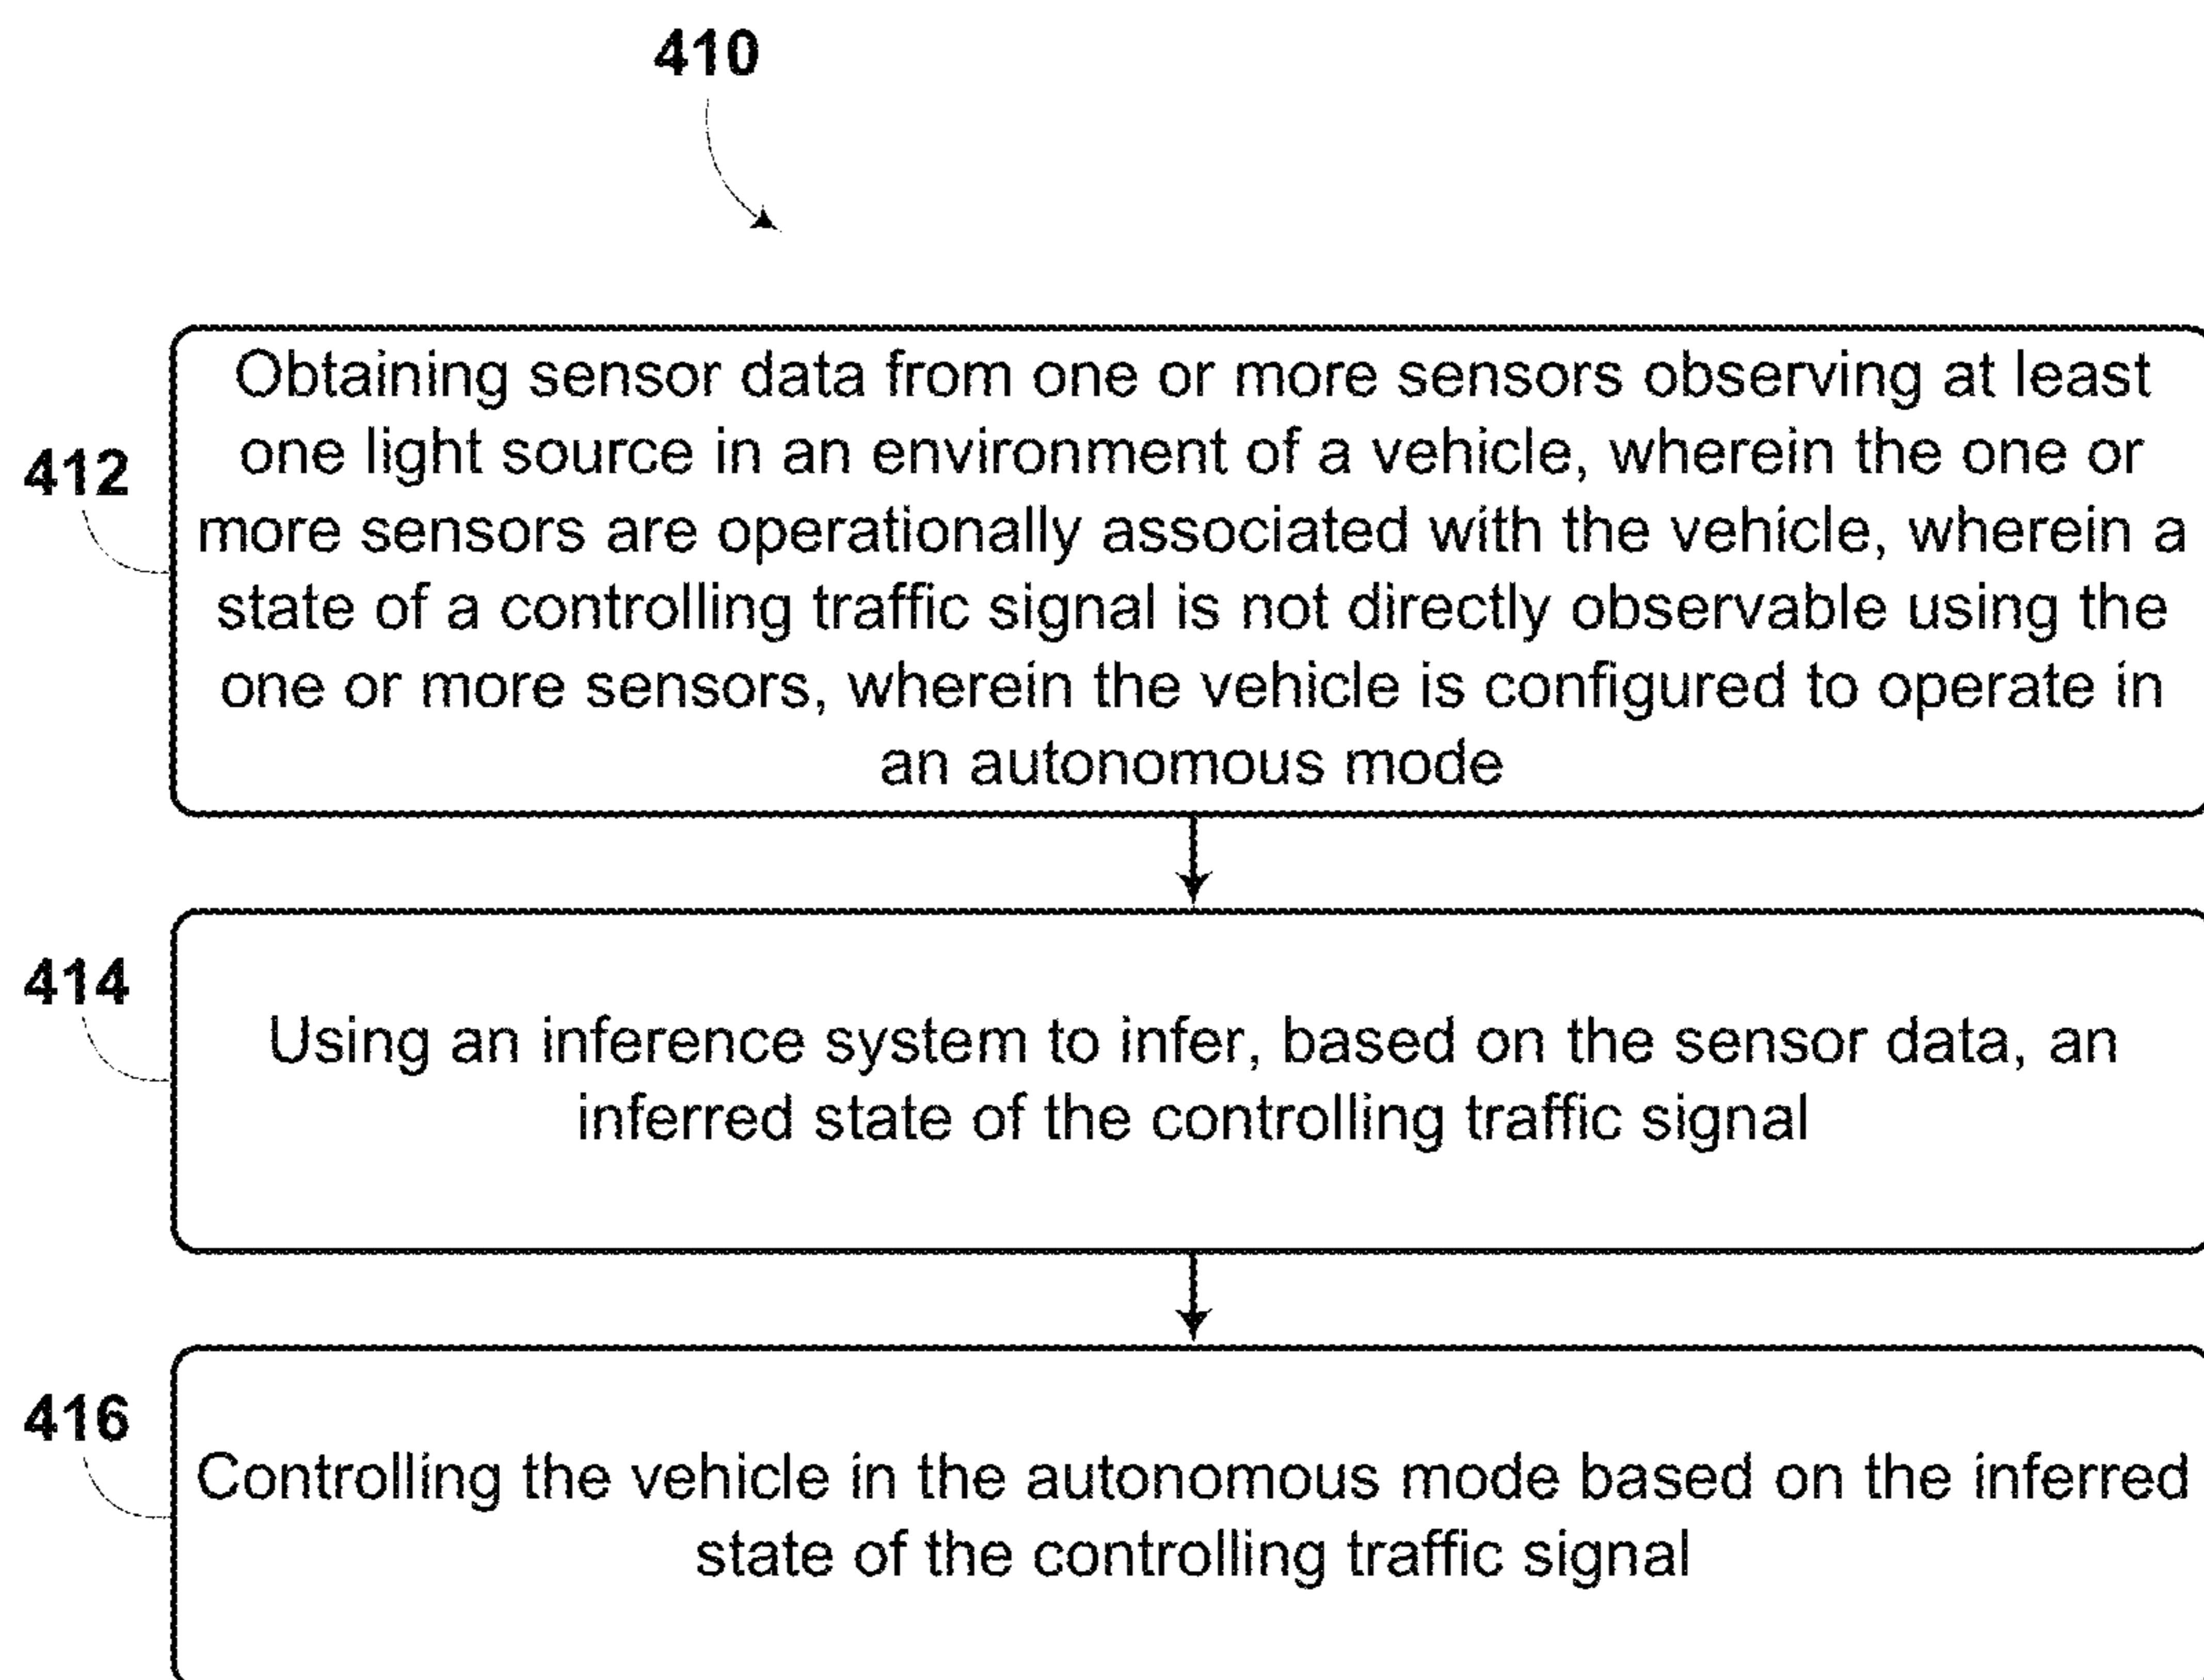 410
412
Obtaining sensor data from one or more sensors observing at least
one light source in an environment of a vehicle, wherein the one or
more sensors are operationally associated with the vehicle, wherein a
state of a controlling traffic signal is not directly observable using the
one or more sensors, wherein the vehicle is configured to operate in
an autonomous mode
414
Using an inference system to infer, based on the sensor data, an
inferred state of the controlling traffic signal
416
Controlling the vehicle in the autonomous mode based on the inferred
state of the controlling traffic signal